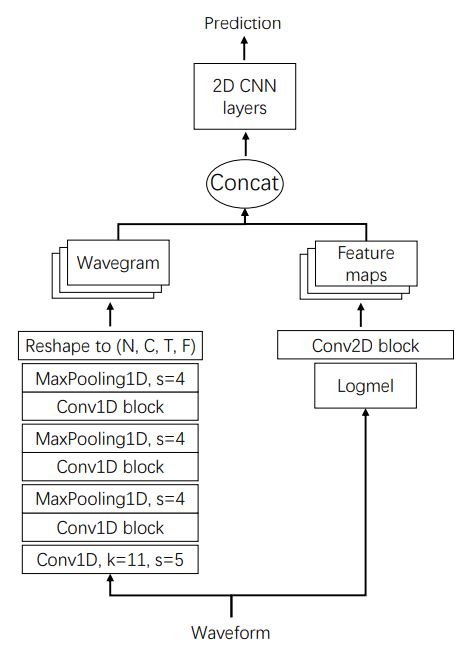 Prediction
2D CNN
layers
Concat
Wavegram
Feature
maps
Reshape to (N, C, T, F)
Conv2D block
MaxPooling1D, s=4
Logmel
Conv1D block
MaxPooling1D, s=4
Conv1D block
MaxPooling1D, s=4
Conv1D block
Conv1D, k=11, s=5
Waveform